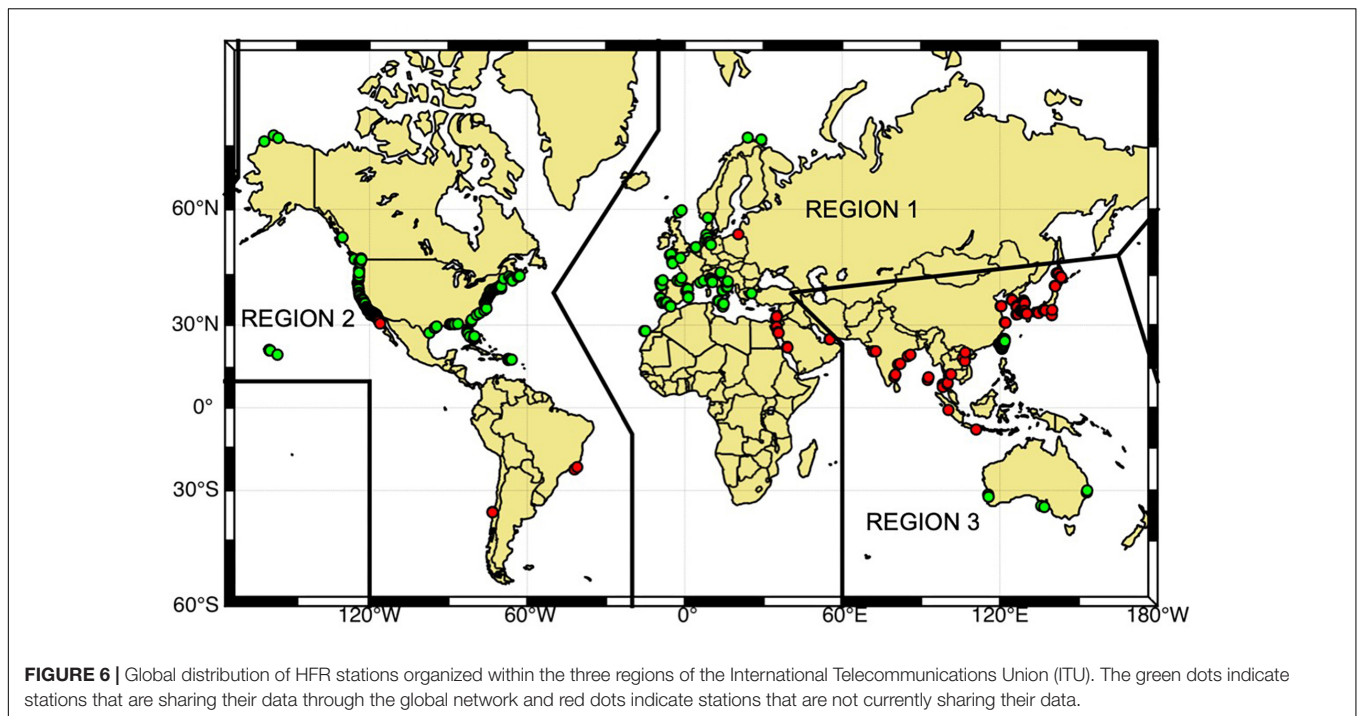 60°N
REGION 1
REGION 2
30°N
0°
30°S
REGION 3
60°S
120°W 60°W 0° 60°E 120°E 180°W
FIGURE 6 | Global distribution of HFR stations organized within the three regions of the International Telecommunications Union (ITU). The green dots indicate
stations that are sharing their data through the global network and red dots indicate stations that are not currently sharing their data.